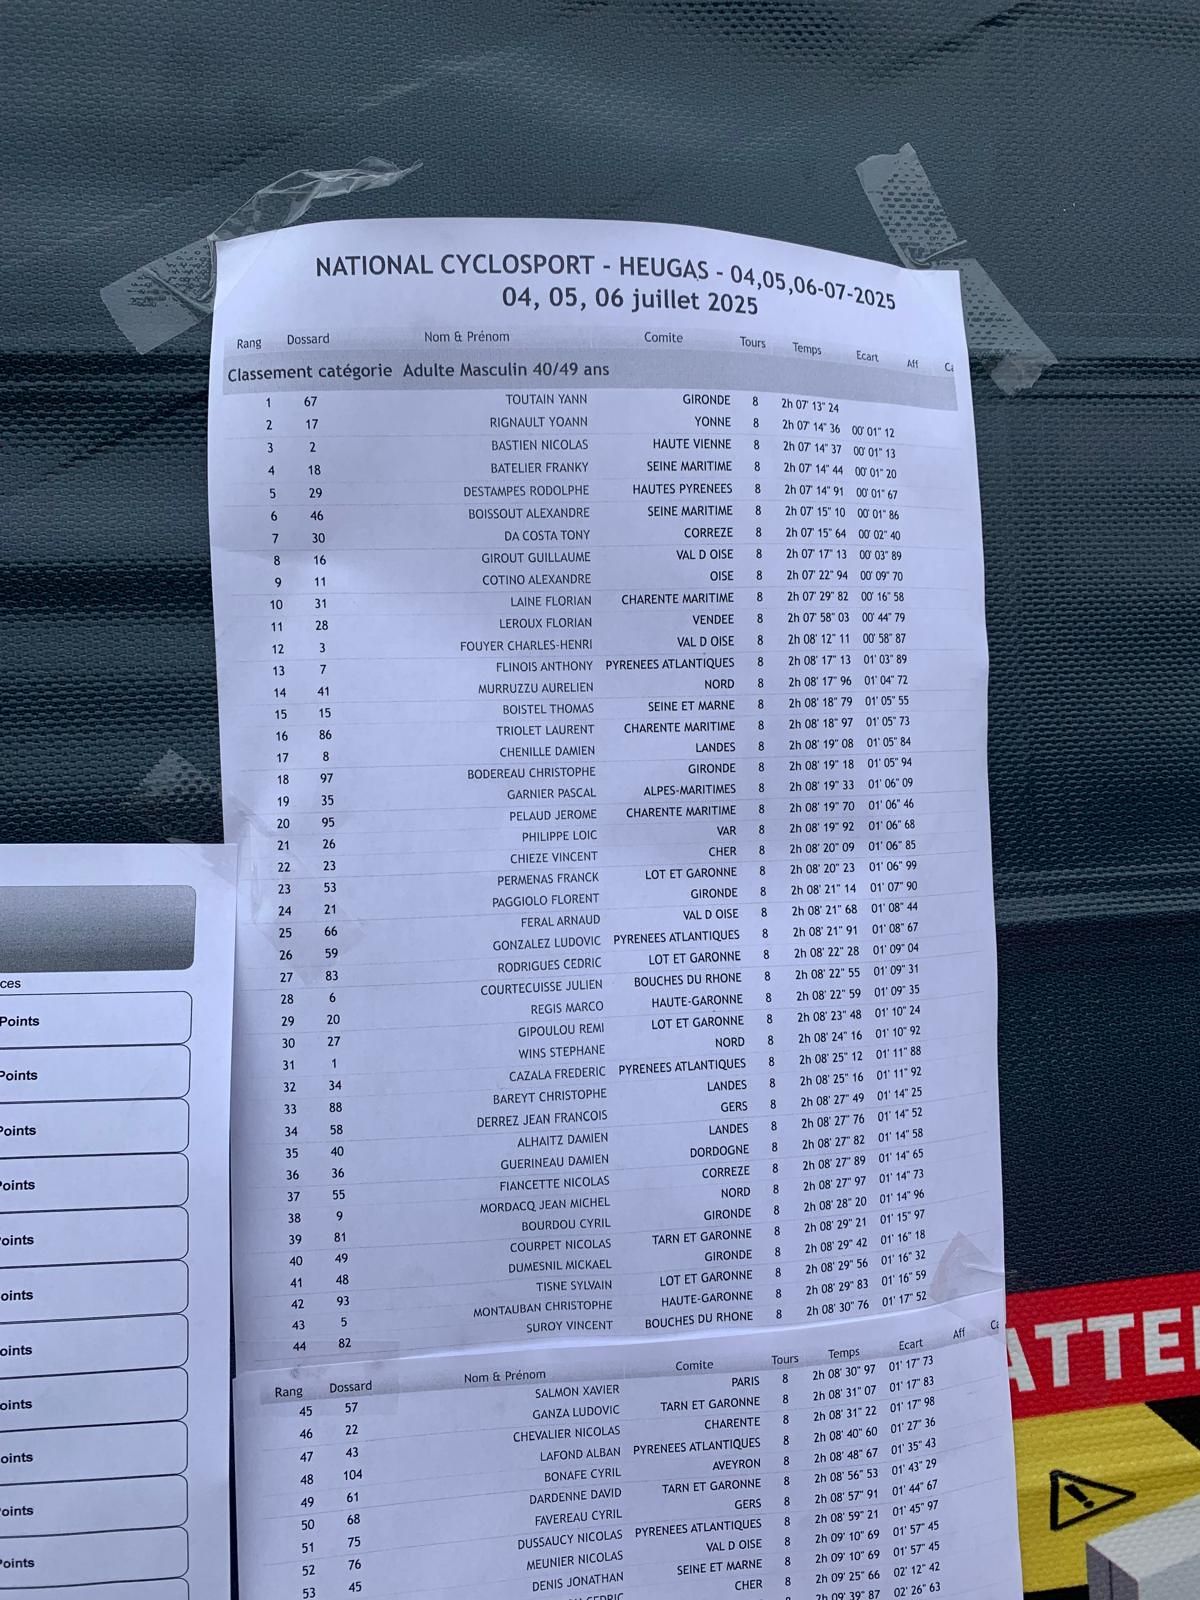 NATIONAL CYCLOSPORT - HEUGAS - 04,05,06-07-2025
04, 05, 06 juillet 2025
Rang Dossard Nom & Prénom Comite Tours Temps Ecart Aff Ca
Classement catégorie Adulte Masculin 40/49 ans
1 67 TOUTAIN YANN GIRONDE 8 2h 07' 13" 24
2 17 RIGNAULT YOANN YONNE 8 2h 07' 14" 36 00' 01" 12
3 2 BASTIEN NICOLAS HAUTE VIENNE 8 2h 07' 14" 37 00' 01" 13
4 18 BATELIER FRANKY SEINE MARITIME 8 2h 07' 14" 44 00' 01" 20
5 29 DESTAMPES RODOLPHE HAUTES PYRENEES 8 2h 07' 14" 91 00' 01" 67
6 46 BOISSOUT ALEXANDRE SEINE MARITIME 8 2h 07' 15" 10 00' 01" 86
7 30 DA COSTA TONY CORREZE 8 2h 07' 15" 64 00' 02" 40
8 16 GIROUT GUILLAUME VAL D OISE 8 2h 07' 17" 13 00' 03" 89
9 11 COTINO ALEXANDRE OISE 8 2h 07' 22" 94 00' 09" 70
10 31 LAINE FLORIAN CHARENTE MARITIME 8 2h 07' 29" 82 00' 16" 58
11 28 LEROUX FLORIAN VENDEE 8 2h 07' 58" 03 00' 44" 79
12 3 FOUYER CHARLES-HENRI VAL D OISE 8 2h 08' 12" 11 00' 58" 87
13 7 FLINOIS ANTHONY PYRENEES ATLANTIQUES 8 2h 08' 17" 13 01' 03" 89
14 41 MURRUZZU AURELIEN NORD 8 2h 08' 17" 96 01' 04" 72
15 15 BOISTEL THOMAS SEINE ET MARNE 8 2h 08' 18" 79 01' 05" 55
16 86 TRIOLET LAURENT CHARENTE MARITIME 8 2h 08' 18" 97 01' 05" 73
17 8 CHENILLE DAMIEN LANDES 8 2h 08' 19" 08 01' 05" 84
18 97 BODEREAU CHRISTOPHE GIRONDE 8 2h 08' 19" 18 01' 05" 94
19 35 GARNIER PASCAL ALPES-MARITIMES 8 2h 08' 19" 33 01' 06" 09
20 95 PELAUD JEROME CHARENTE MARITIME 8 2h 08' 19" 70 01' 06" 46
21 26 PHILIPPE LOIC VAR 8 2h 08' 19" 92 01' 06" 68
22 23 CHIEZE VINCENT CHER 8 2h 08' 20" 09 01' 06" 85
23 53 PERMENAS FRANCK LOT ET GARONNE 8 2h 08' 20" 23 01' 06" 99
24 21 PAGGIOLO FLORENT GIRONDE 8 2h 08' 21" 14 01' 07" 90
25 66 FERAL ARNAUD VAL D OISE 8 2h 08' 21" 68 01' 08" 44
26 59 GONZALEZ LUDOVIC PYRENEES ATLANTIQUES 8 2h 08' 21" 91 01' 08" 67
27 83 RODRIGUES CEDRIC LOT ET GARONNE 8 2h 08' 22" 28 01' 09" 04
28 6 COURTECUISSE JULIEN BOUCHES DU RHONE 8 2h 08' 22" 55 01' 09" 31
29 20 REGIS MARCO HAUTE-GARONNE 8 2h 08' 22" 59 01' 09" 35
30 27 GIPOULOU REMI LOT ET GARONNE 8 2h 08' 23" 48 01' 10" 24
31 1 WINS STEPHANE NORD 8 2h 08' 24" 16 01' 10" 92
32 34 CAZALA FREDERIC PYRENEES ATLANTIQUES 8 2h 08' 25" 12 01' 11" 88
33 88 BAREYT CHRISTOPHE LANDES 8 2h 08' 25" 16 01' 11" 92
34 58 DERREZ JEAN FRANCOIS GERS 8 2h 08' 27" 49 01' 14" 25
35 40 ALHAITZ DAMIEN LANDES 8 2h 08' 27" 76 01' 14" 52
36 36 GUERINEAU DAMIEN DORDOGNE 8 2h 08' 27" 82 01' 14" 58
37 55 FIANCETTE NICOLAS CORREZE 8 2h 08' 27" 89 01' 14" 65
38 9 MORDACQ JEAN MICHEL NORD 8 2h 08' 27" 97 01' 14" 73
39 81 BOURDOU CYRIL GIRONDE 8 2h 08' 28" 20 01' 14" 96
40 49 COURPET NICOLAS TARN ET GARONNE 8 2h 08' 29" 21 01' 15" 97
41 48 DUMESNIL MICKAEL GIRONDE 8 2h 08' 29" 42 01' 16" 18
42 93 TISNE SYLVAIN LOT ET GARONNE 8 2h 08' 29" 56 01' 16" 32
43 5 MONTAUBAN CHRISTOPHE HAUTE-GARONNE 8 2h 08' 29" 83 01' 16" 59
44 82 SUROY VINCENT BOUCHES DU RHONE 8 2h 08' 30" 76 01' 17" 52
Rang Dossard Nom & Prénom Comite Tours Temps Ecart Aff Ca
45 57 SALMON XAVIER PARIS 8 2h 08' 30" 97 01' 17" 73
46 22 GANZA LUDOVIC TARN ET GARONNE 8 2h 08' 31" 07 01' 17" 83
47 43 CHEVALIER NICOLAS CHARENTE 8 2h 08' 31" 22 01' 17" 98
48 104 LAFOND ALBAN PYRENEES ATLANTIQUES 8 2h 08' 40" 60 01' 27" 36
49 61 BONAFE CYRIL AVEYRON 8 2h 08' 48" 67 01' 35" 43
50 68 DARDENNE DAVID TARN ET GARONNE 8 2h 08' 56" 53 01' 43" 29
51 75 FAVEREAU CYRIL GERS 8 2h 08' 57" 91 01' 44" 67
52 76 DUSSAUCY NICOLAS PYRENEES ATLANTIQUES 8 2h 08' 59" 21 01' 45" 97
53 45 MEUNIER NICOLAS VAL D OISE 8 2h 09' 10" 69 01' 57" 45
DENIS JONATHAN SEINE ET MARNE 8 2h 09' 10" 69 01' 57" 45
CEDRIC CHER 8 2h 09' 25" 66 02' 12" 42
2h 09' 39" 87 02' 26" 63
ces
Points
Points
Points
Points
oints
oints
oints
oints
oints
oints
oints
ATTE